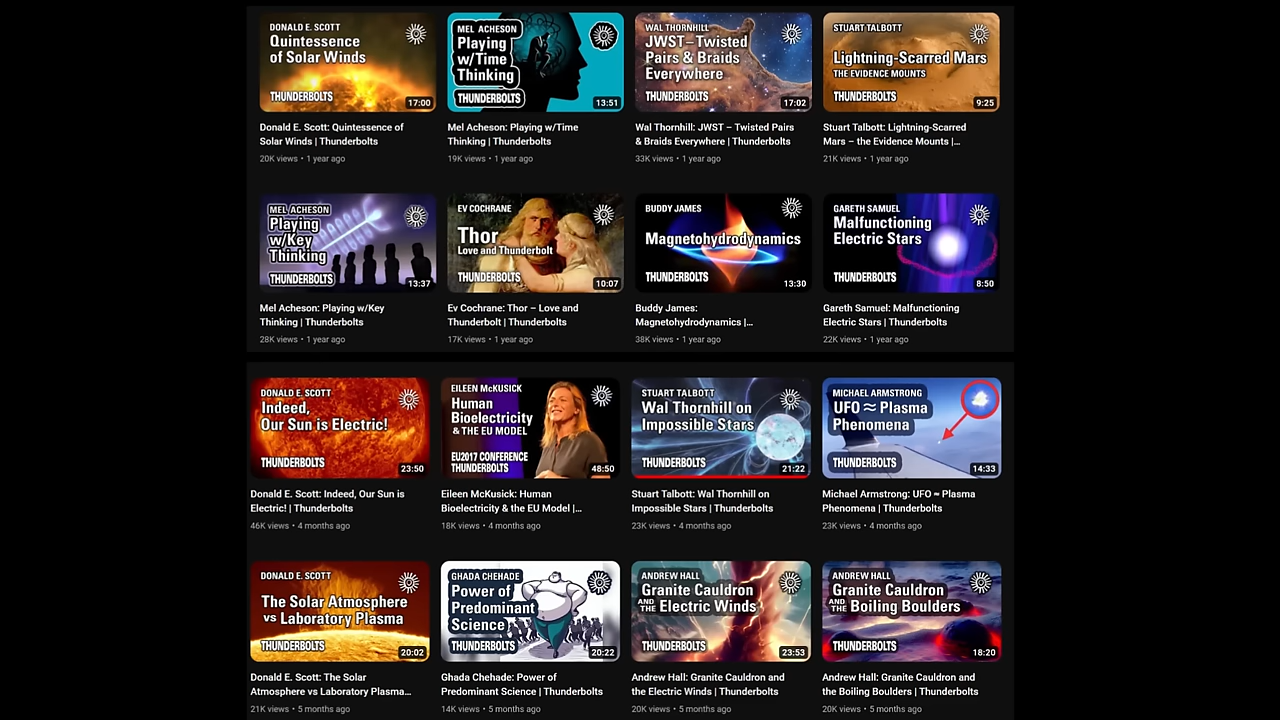 DONALD E. SCOTT
Quintessence
of Solar Winds
THUNDERBOLTS
17:00
Donald E. Scott: Quintessence of
Solar Winds | Thunderbolts
20K views • 1 year ago
MEL ACHESON
Playing
w/Time
Thinking
THUNDERBOLTS
13:51
Mel Acheson: Playing w/Time
Thinking | Thunderbolts
19K views • 1 year ago
WAL THORNHILL
JWST–Twisted
Pairs & Braids
Everywhere
THUNDERBOLTS
17:02
Wal Thornhill: JWST – Twisted Pairs
& Braids Everywhere | Thunderbolts
33K views • 1 year ago
STUART TALBOTT
Lightning-Scarred Mars
THE EVIDENCE MOUNTS
THUNDERBOLTS
9:25
Stuart Talbott: Lightning-Scarred
Mars – the Evidence Mounts |...
21K views • 1 year ago
MEL ACHESON
Playing
w/Key
Thinking
THUNDERBOLTS
13:37
Mel Acheson: Playing w/Key
Thinking | Thunderbolts
28K views • 1 year ago
EV COCHRANE
Thor
Love and Thunderbolt
THUNDERBOLTS
10:07
Ev Cochrane: Thor – Love and
Thunderbolt | Thunderbolts
17K views • 1 year ago
BUDDY JAMES
Magnetohydrodynamics
THUNDERBOLTS
13:30
Buddy James:
Magnetohydrodynamics |...
38K views • 1 year ago
GARETH SAMUEL
Malfunctioning
Electric Stars
THUNDERBOLTS
8:50
Gareth Samuel: Malfunctioning
Electric Stars | Thunderbolts
22K views • 1 year ago
DONALD E. SCOTT
Indeed,
Our Sun is Electric!
THUNDERBOLTS
23:50
Donald E. Scott: Indeed, Our Sun is
Electric! | Thunderbolts
46K views • 4 months ago
EILEEN McKUSICK
Human
Bioelectricity
& THE EU MODEL
EU2017 CONFERENCE
THUNDERBOLTS
48:50
Eileen McKusick: Human
Bioelectricity & the EU Model |...
18K views • 4 months ago
STUART TALBOTT
Wal Thornhill on
Impossible Stars
THUNDERBOLTS
21:22
Stuart Talbott: Wal Thornhill on
Impossible Stars | Thunderbolts
23K views • 4 months ago
MICHAEL ARMSTRONG
UFO ≈ Plasma
Phenomena
THUNDERBOLTS
14:33
Michael Armstrong: UFO ≈ Plasma
Phenomena | Thunderbolts
23K views • 4 months ago
DONALD E. SCOTT
The Solar Atmosphere
vs Laboratory Plasma
THUNDERBOLTS
20:02
Donald E. Scott: The Solar
Atmosphere vs Laboratory Plasma...
21K views • 5 months ago
GHADA CHEHADE
Power of
Predominant
Science
THUNDERBOLTS
20:22
Ghada Chehade: Power of
Predominant Science | Thunderbolts
14K views • 5 months ago
ANDREW HALL
Granite Cauldron
AND THE Electric Winds
THUNDERBOLTS
23:53
Andrew Hall: Granite Cauldron and
the Electric Winds | Thunderbolts
20K views • 5 months ago
ANDREW HALL
Granite Cauldron
AND THE Boiling Boulders
THUNDERBOLTS
18:20
Andrew Hall: Granite Cauldron and
the Boiling Boulders | Thunderbolts
20K views • 5 months ago